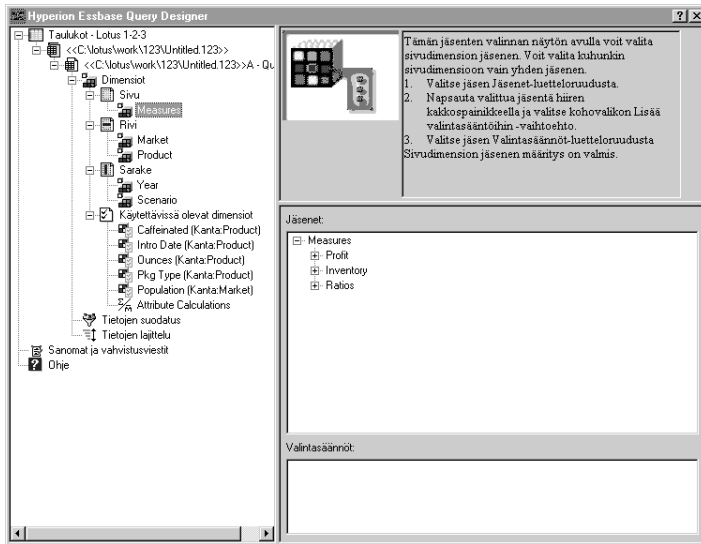 Hyperion Essbase Query Designer
Taulukot - Lotus 1-2-3
<<C:\lotus\work\123\Untitled.123>>
<<C:\lotus\work\123\Untitled.123>>A - Qu
Dimensiot
Sivu
Measures
Rivi
Market
Product
Sarake
Year
Scenario
Käytettävissä olevat dimensiot
Caffeinated (Kanta:Product)
Intro Date (Kanta:Product)
Ounces (Kanta:Product)
Pkg Type (Kanta:Product)
Population (Kanta:Market)
Attribute Calculations
Tietojen suodatus
Tietojen lajittelu
Sanomat ja vahvistusviestit
Ohje
Tämän jäsenten valinnan näytön avulla voit valita
sivudimension jäsenen. Voit valita kuhunkin
sivudimensioon vain yhden jäsenen.
1. Valitse jäsen Jäsenet-luetteloruudusta.
2. Napsauta valittua jäsentä hiiren
kakkospainikkeella ja valitse kohovalikon Lisää
valintasääntöihin -vaihtoehto.
3. Valitse jäsen Valintasäännöt-luetteloruudusta
Sivudimension jäsenen määritys on valmis.
Jäsenet:
Measures
Profit
Inventory
Ratios
Valintasäännöt: